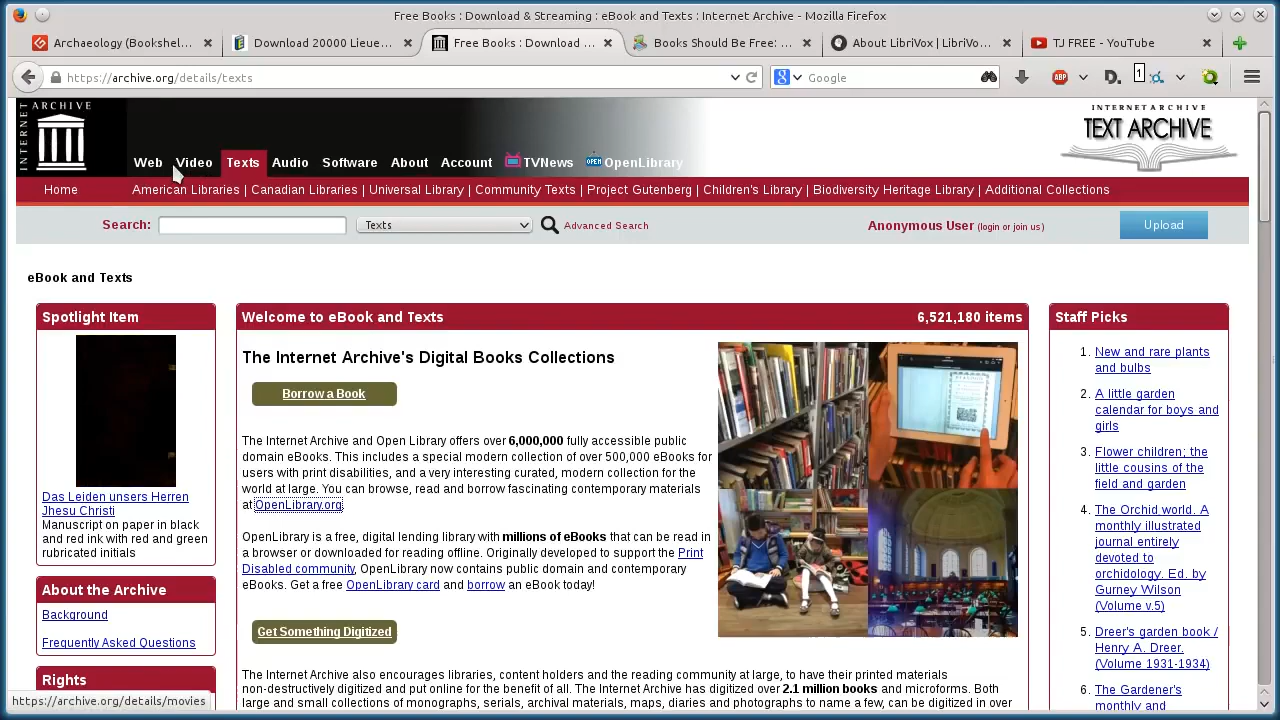 Free Books : Download & Streaming : eBook and Texts : Internet Archive - Mozilla Firefox
Archaeology (Bookshel...
Download 20000 Lieue...
Free Books : Download ...
Books Should Be Free: ...
About LibriVox | LibriVo...
TJ FREE - YouTube
https://archive.org/details/texts
Google
1
INTERNET
ARCHIVE
INTERNET ARCHIVE
TEXT ARCHIVE
Web Video Texts Audio Software About Account TVNews OPEN OpenLibrary
Home American Libraries | Canadian Libraries | Universal Library | Community Texts | Project Gutenberg | Children's Library | Biodiversity Heritage Library | Additional Collections
Search: Texts Advanced Search Anonymous User (login or join us) Upload
eBook and Texts
Spotlight Item
Das Leiden unsers Herren
Jhesu Christi
Manuscript on paper in black
and red ink with red and green
rubricated initials
About the Archive
Background
Frequently Asked Questions
Rights
Welcome to eBook and Texts 6,521,180 items
The Internet Archive's Digital Books Collections
Borrow a Book
The Internet Archive and Open Library offers over 6,000,000 fully accessible public
domain eBooks. This includes a special modern collection of over 500,000 eBooks for
users with print disabilities, and a very interesting curated, modern collection for the
world at large. You can browse, read and borrow fascinating contemporary materials
at OpenLibrary.org.
OpenLibrary is a free, digital lending library with millions of eBooks that can be read in
a browser or downloaded for reading offline. Originally developed to support the Print
Disabled community, OpenLibrary now contains public domain and contemporary
eBooks. Get a free OpenLibrary card and borrow an eBook today!
Get Something Digitized
The Internet Archive also encourages libraries, content holders and the reading community at large, to have their printed materials
non-destructively digitized and put online for the benefit of all. The Internet Archive has digitized over 2.1 million books and microforms. Both
large and small collections of monographs, serials, archival materials, maps, diaries and photographs to name a few, can be digitized in over
Staff Picks
1. New and rare plants
and bulbs
2. A little garden
calendar for boys and
girls
3. Flower children; the
little cousins of the
field and garden
4. The Orchid world. A
monthly illustrated
journal entirely
devoted to
orchidology. Ed. by
Gurney Wilson
(Volume v.5)
5. Dreer's garden book /
Henry A. Dreer.
(Volume 1931-1934)
6. The Gardener's
monthly and
https://archive.org/details/movies